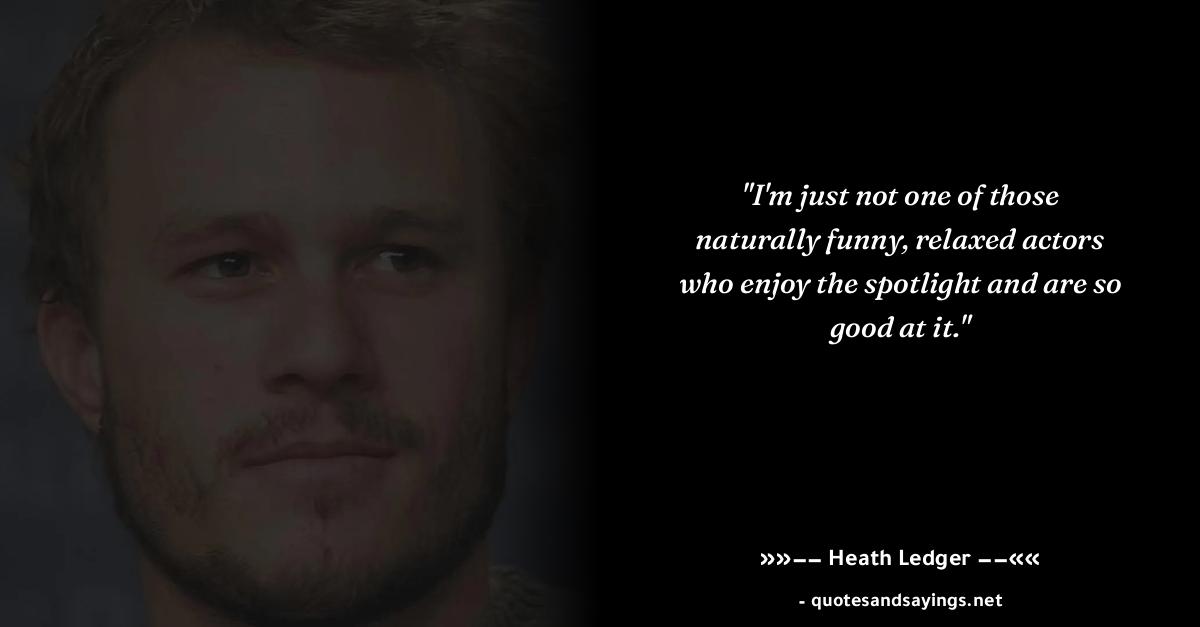 "I'm just not one of those
naturally funny, relaxed actors
who enjoy the spotlight and are so
good at it."
»»–– Heath Ledger ––««
- quotesandsayings.net